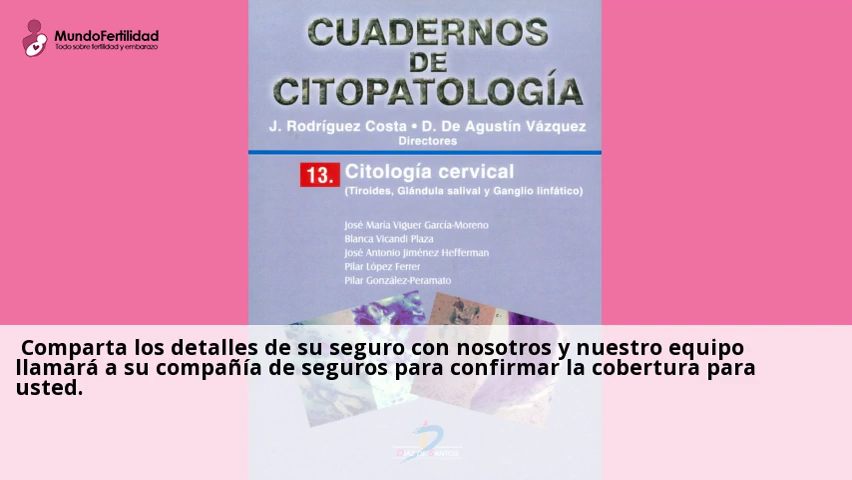 MundoFertilidad
Todo sobre fertilidad y embarazo
CUADERNOS
DE
CITOPATOLOGÍA
J. Rodríguez Costa • D. De Agustín Vázquez
Directores
13. Citología cervical
(Tiroides, Glándula salival y Ganglio linfático)
José María Viguer García-Moreno
Blanca Vicandi Plaza
José Antonio Jiménez Hefferman
Pilar López Ferrer
Pilar González-Peramato
Comparta los detalles de su seguro con nosotros y nuestro equipo
llamará a su compañía de seguros para confirmar la cobertura para
usted.